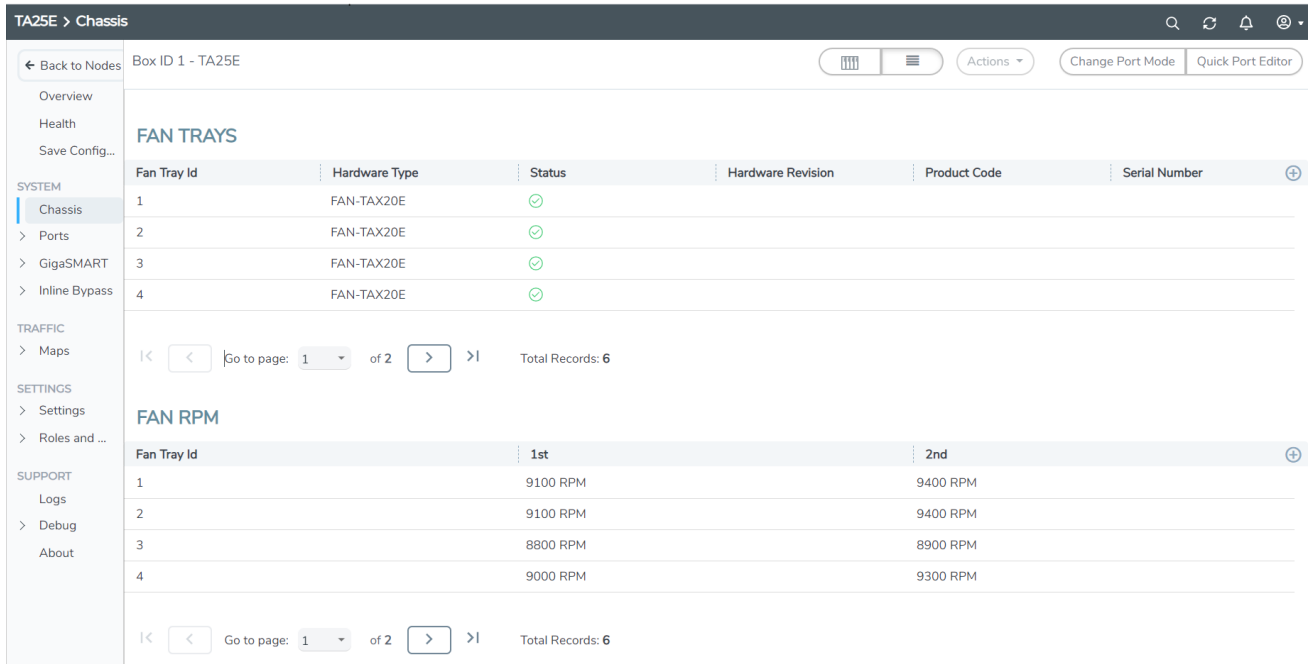 TA25E > Chassis
← Back to Nodes
Box ID 1 - TA25E
Actions
Change Port Mode
Quick Port Editor
Overview
Health
Save Config...
SYSTEM
Chassis
> Ports
> GigaSMART
> Inline Bypass
TRAFFIC
> Maps
SETTINGS
> Settings
> Roles and ...
SUPPORT
Logs
> Debug
About
FAN TRAYS
Fan Tray Id Hardware Type Status Hardware Revision Product Code Serial Number
1 FAN-TAX20E
2 FAN-TAX20E
3 FAN-TAX20E
4 FAN-TAX20E
Go to page: 1 of 2 Total Records: 6
FAN RPM
Fan Tray Id 1st 2nd
1 9100 RPM 9400 RPM
2 9100 RPM 9400 RPM
3 8800 RPM 8900 RPM
4 9000 RPM 9300 RPM
Go to page: 1 of 2 Total Records: 6